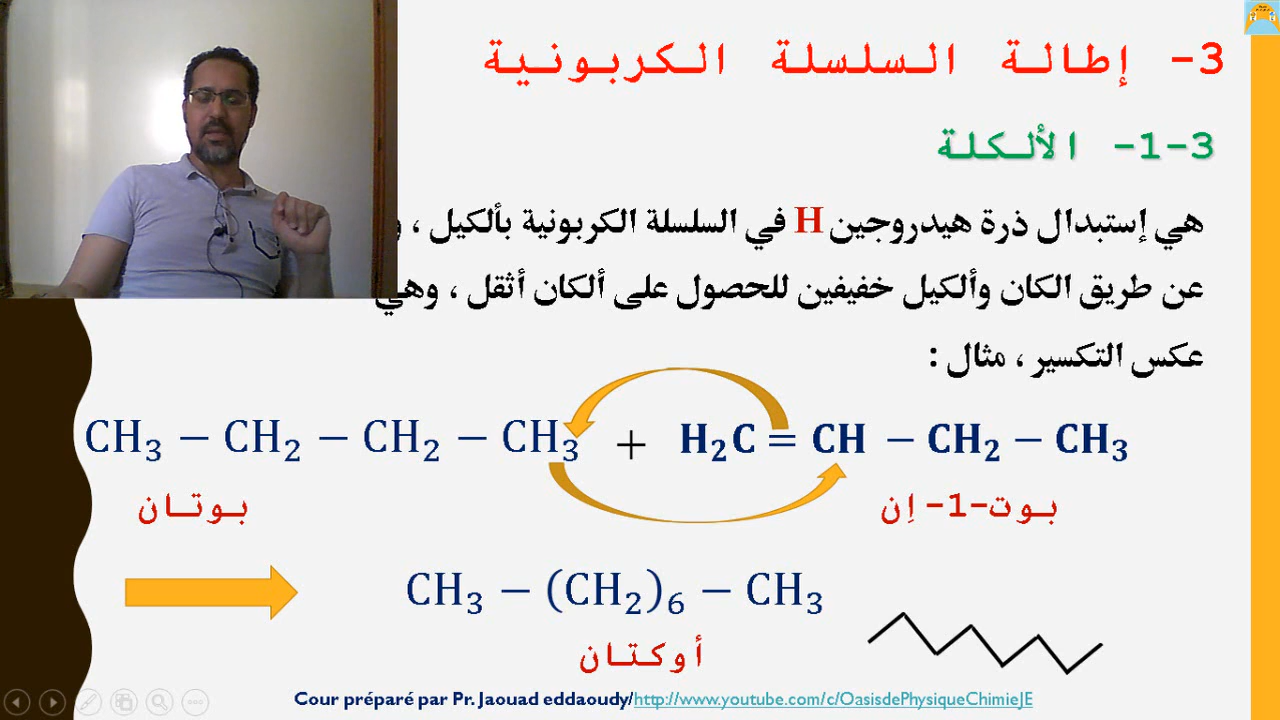 3- إطالة السلسلة الكربونية
3-1- الألكلة
هي إستبدال ذرة هيدروجين H في السلسلة الكربونية بألكيل ،
عن طريق الكان وألكيل خفيفين للحصول على ألكان أثقل ، وهي
عكس التكسير ، مثال :
CH₃ − CH₂ − CH₂ − CH₃ + H₂C = CH − CH₂ − CH₃
بوتان
بوت-1-إن
CH₃ − (CH₂)₆ − CH₃
أوكتان
Cour préparé par Pr. Jaouad eddaoudy/http://www.youtube.com/c/OasisdePhysiqueChimieJE